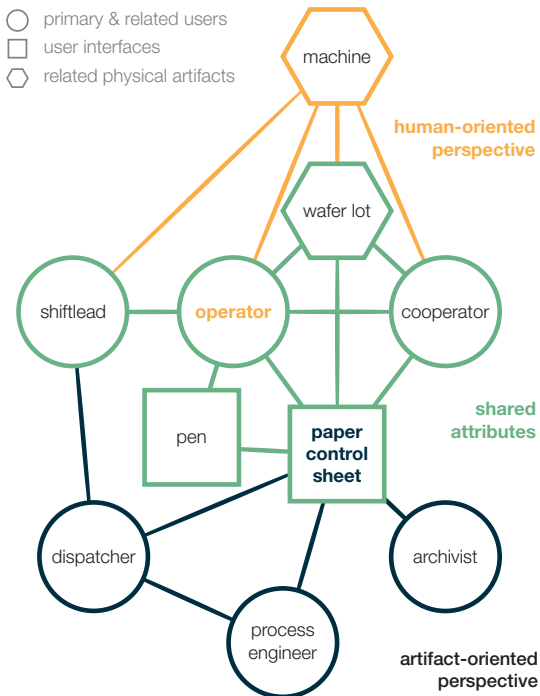 primary & related users
user interfaces
related physical artifacts
machine
human-oriented
perspective
wafer lot
shiftlead
operator
cooperator
shared
attributes
pen
paper
control
sheet
dispatcher
archivist
process
engineer
artifact-oriented
perspective